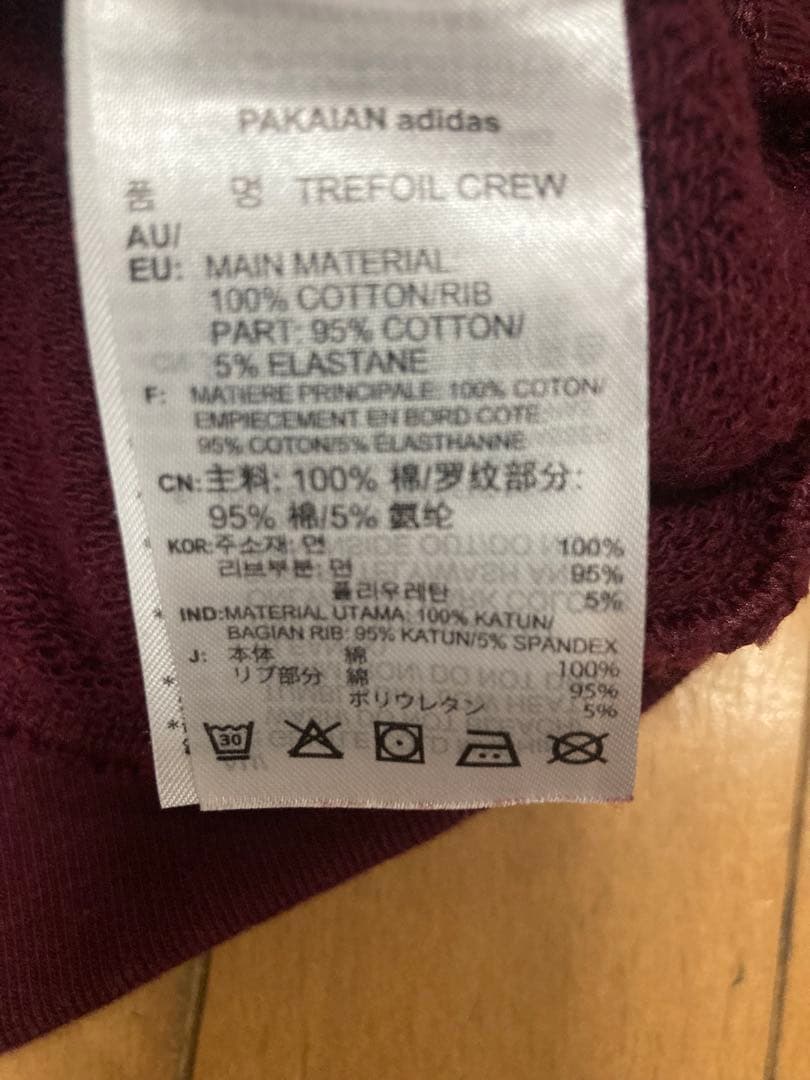 PAKAIAN adidas
품 명 TREFOIL CREW
AU/
EU: MAIN MATERIAL
100% COTTON/RIB
PART: 95% COTTON/
5% ELASTANE
F: MATIERE PRINCIPALE: 100% COTON/
EMPIECEMENT EN BORD COTE
95% COTON/5% ELASTHANNE
CN:主料: 100% 棉/罗纹部分:
95% 棉/5% 氨纶
KOR:주소재: 면 100%
리브부분: 면 95%
폴리우레탄 5%
IND:MATERIAL UTAMA: 100% KATUN/
BAGIAN RIB: 95% KATUN/5% SPANDEX
J: 本体 綿 100%
リブ部分 綿 95%
ポリウレタン 5%
30